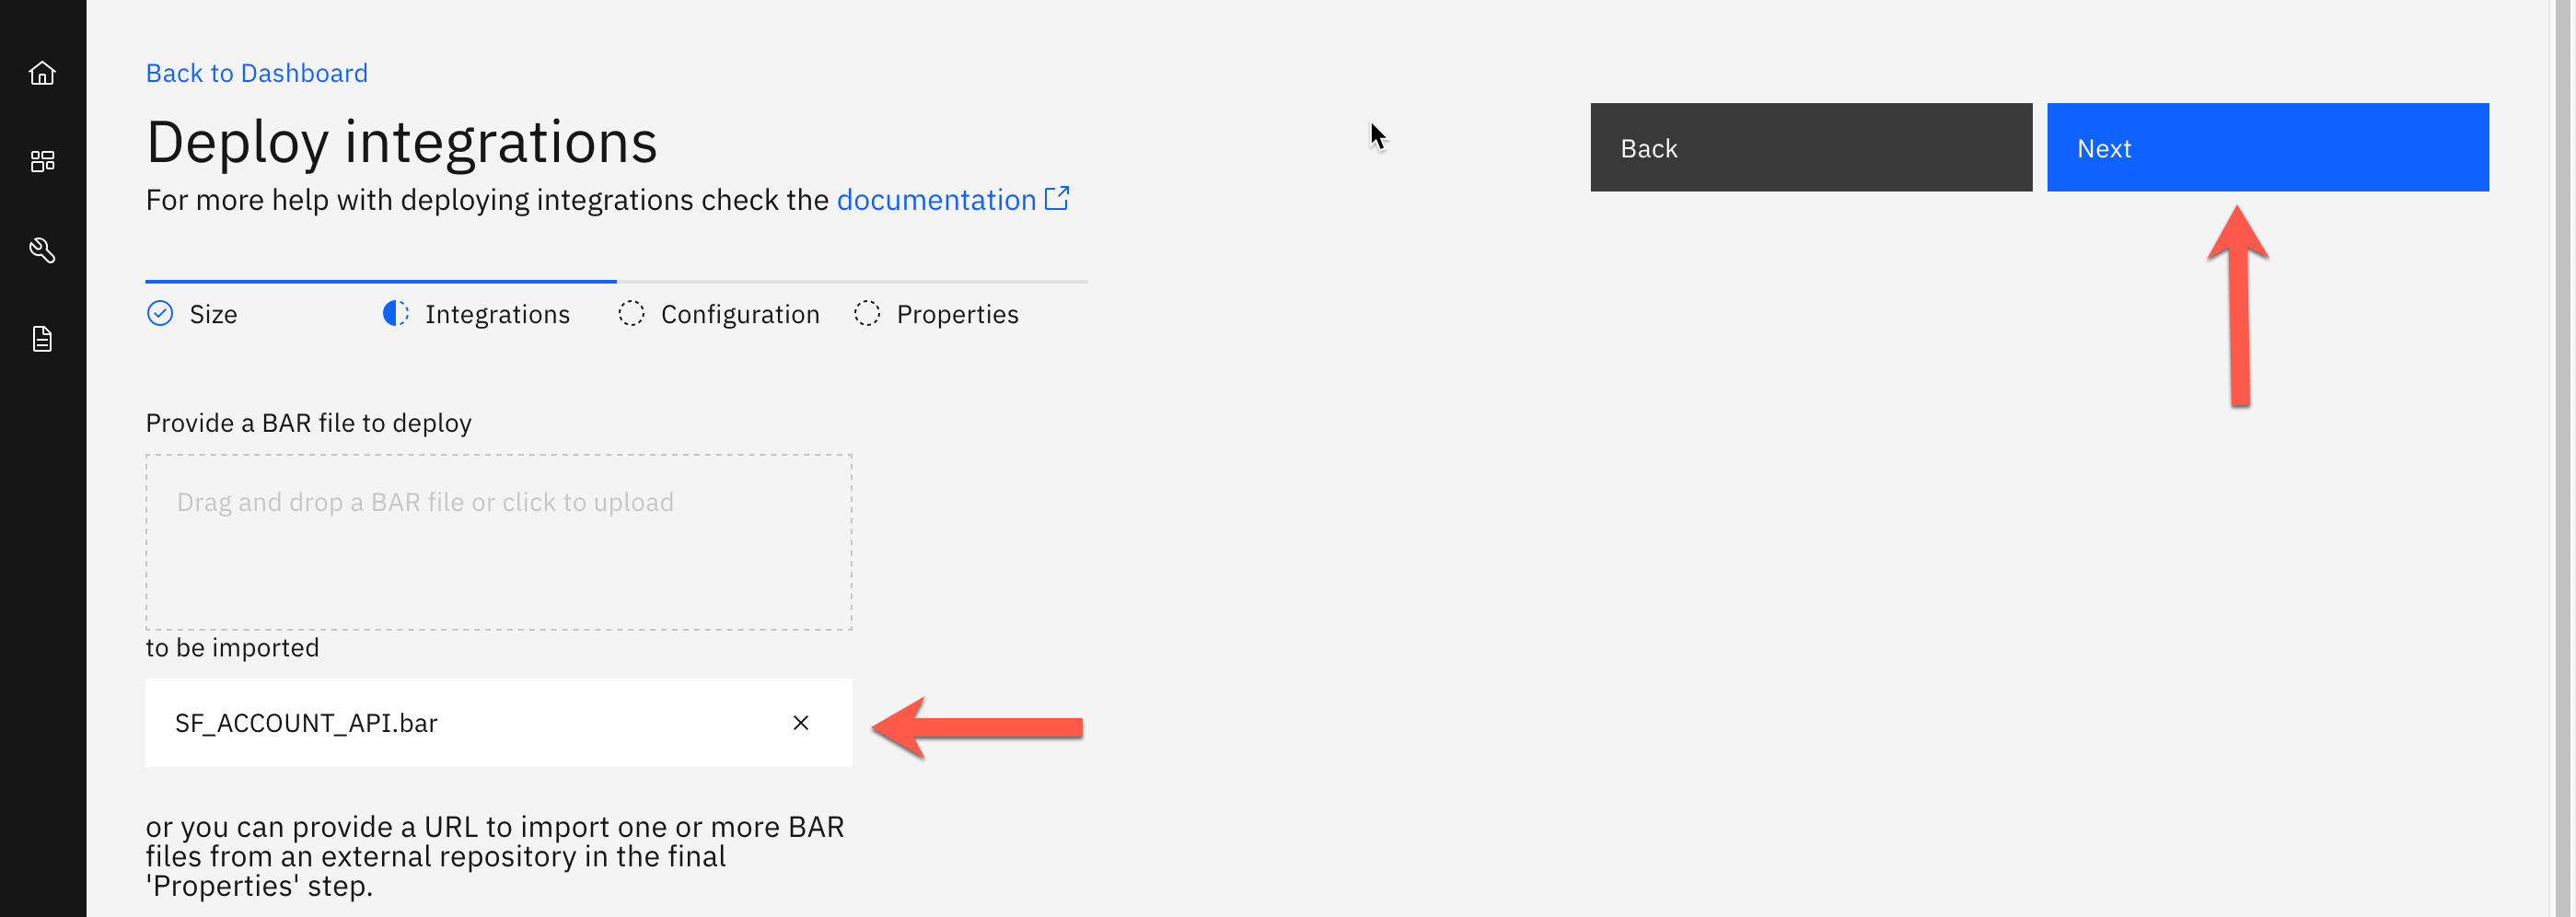 Back to Dashboard
Deploy integrations
For more help with deploying integrations check the documentation
Back
Next
Size
Integrations
Configuration
Properties
Provide a BAR file to deploy
Drag and drop a BAR file or click to upload
to be imported
SF_ACCOUNT_API.bar
or you can provide a URL to import one or more BAR
files from an external repository in the final
'Properties' step.